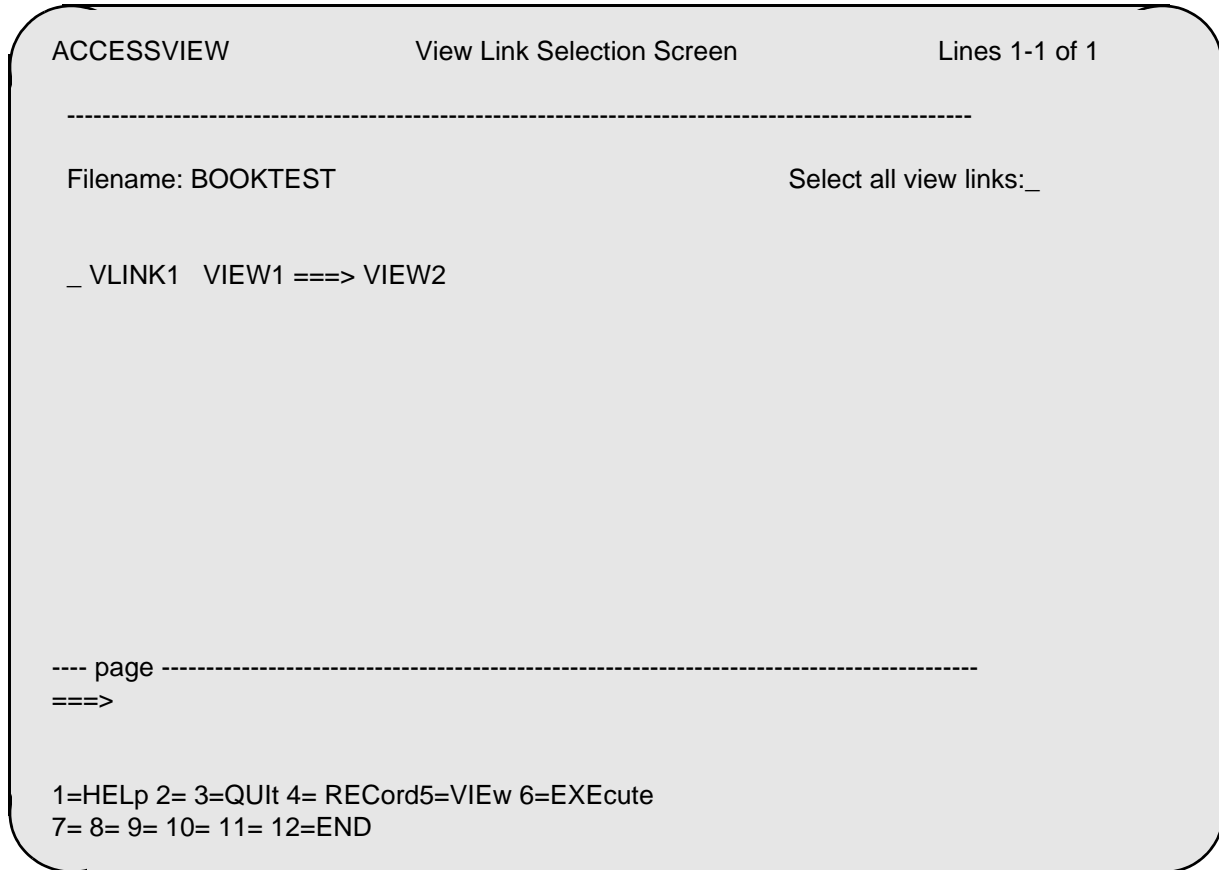 ACCESSVIEW View Link Selection Screen Lines 1-1 of 1
-------------------------------------------------------------------------------------------------------
Filename: BOOKTEST Select all view links:_
_ VLINK1 VIEW1 ===> VIEW2
---- page ---------------------------------------------------------------------------------------------
===>
1=HELp 2= 3=QUIt 4= RECord5=VIEw 6=EXEcute
7= 8= 9= 10= 11= 12=END